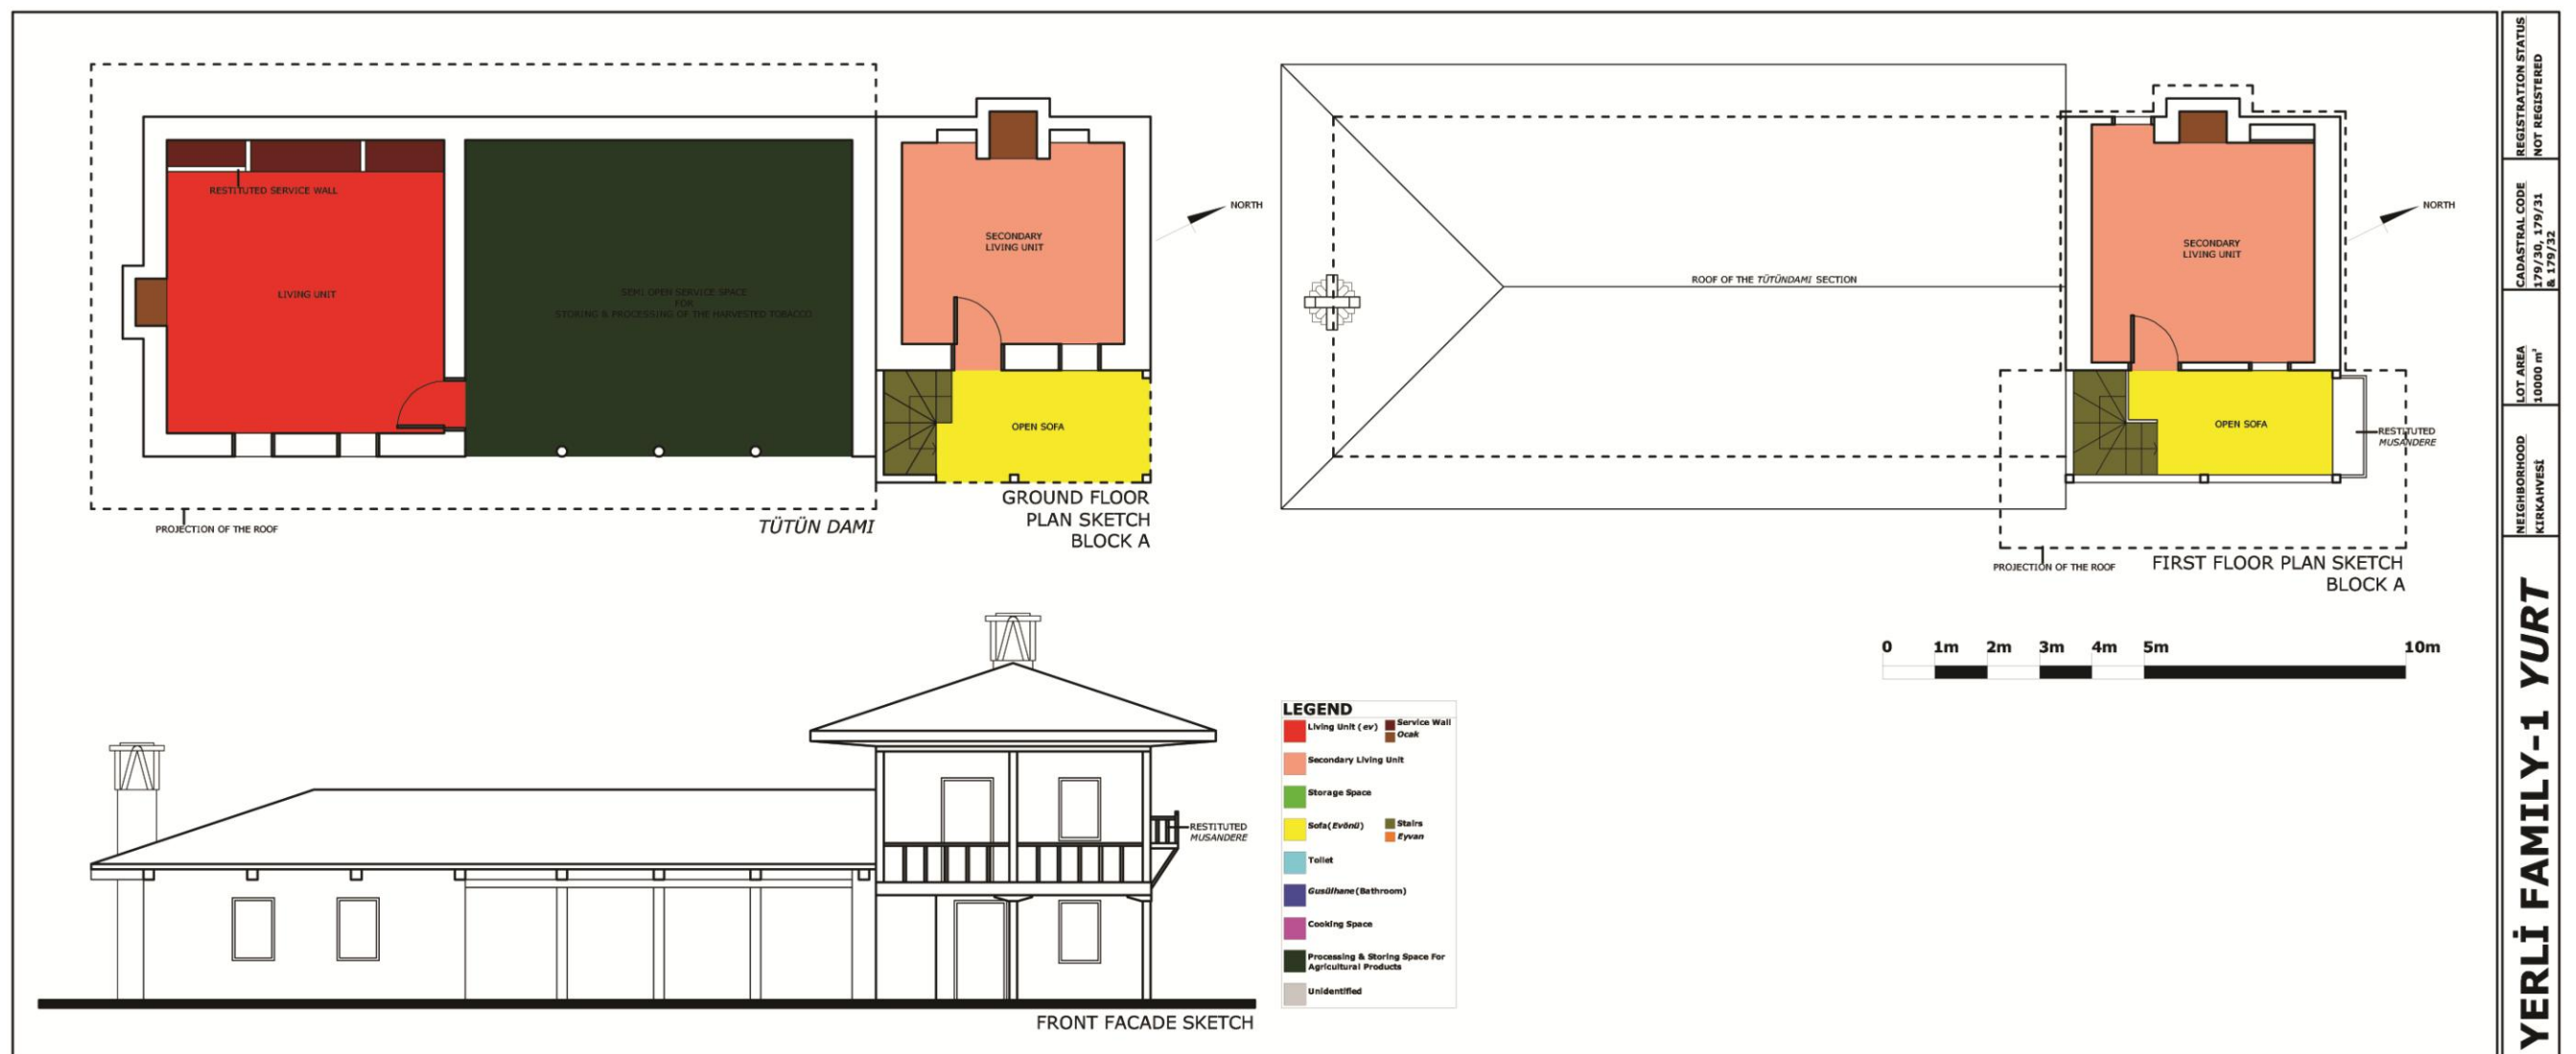 RESTITUTED SERVICE WALL
LIVING UNIT
SEMI OPEN SERVICE SPACE
FOR
STOKING & PROCESSING OF THE HARVESTED TOBACCO
SECONDARY
LIVING UNIT
OPEN SOFA
NORTH
PROJECTION OF THE ROOF
TÜTÜN DAMI
GROUND FLOOR
PLAN SKETCH
BLOCK A
ROOF OF THE TÜTÜNDAMI SECTION
SECONDARY
LIVING UNIT
OPEN SOFA
NORTH
RESTITUTED
MUSANDERE
PROJECTION OF THE ROOF
FIRST FLOOR PLAN SKETCH
BLOCK A
0 1m 2m 3m 4m 5m 10m
RESTITUTED
MUSANDERE
FRONT FACADE SKETCH
LEGEND
Living Unit (ev)
Service Wall
Ocak
Secondary Living Unit
Storage Space
Sofa(Evönü)
Stairs
Eyvan
Toilet
Gusülhane(Bathroom)
Cooking Space
Processing & Storing Space For
Agricultural Products
Unidentified
REGISTRATION STATUS
NOT REGISTERED
CADASTRAL CODE
179/30, 179/31
& 179/32
LOT AREA
10000 m²
NEIGHBORHOOD
KIRKAHVESİ
YERLİ FAMILY-1 YURT